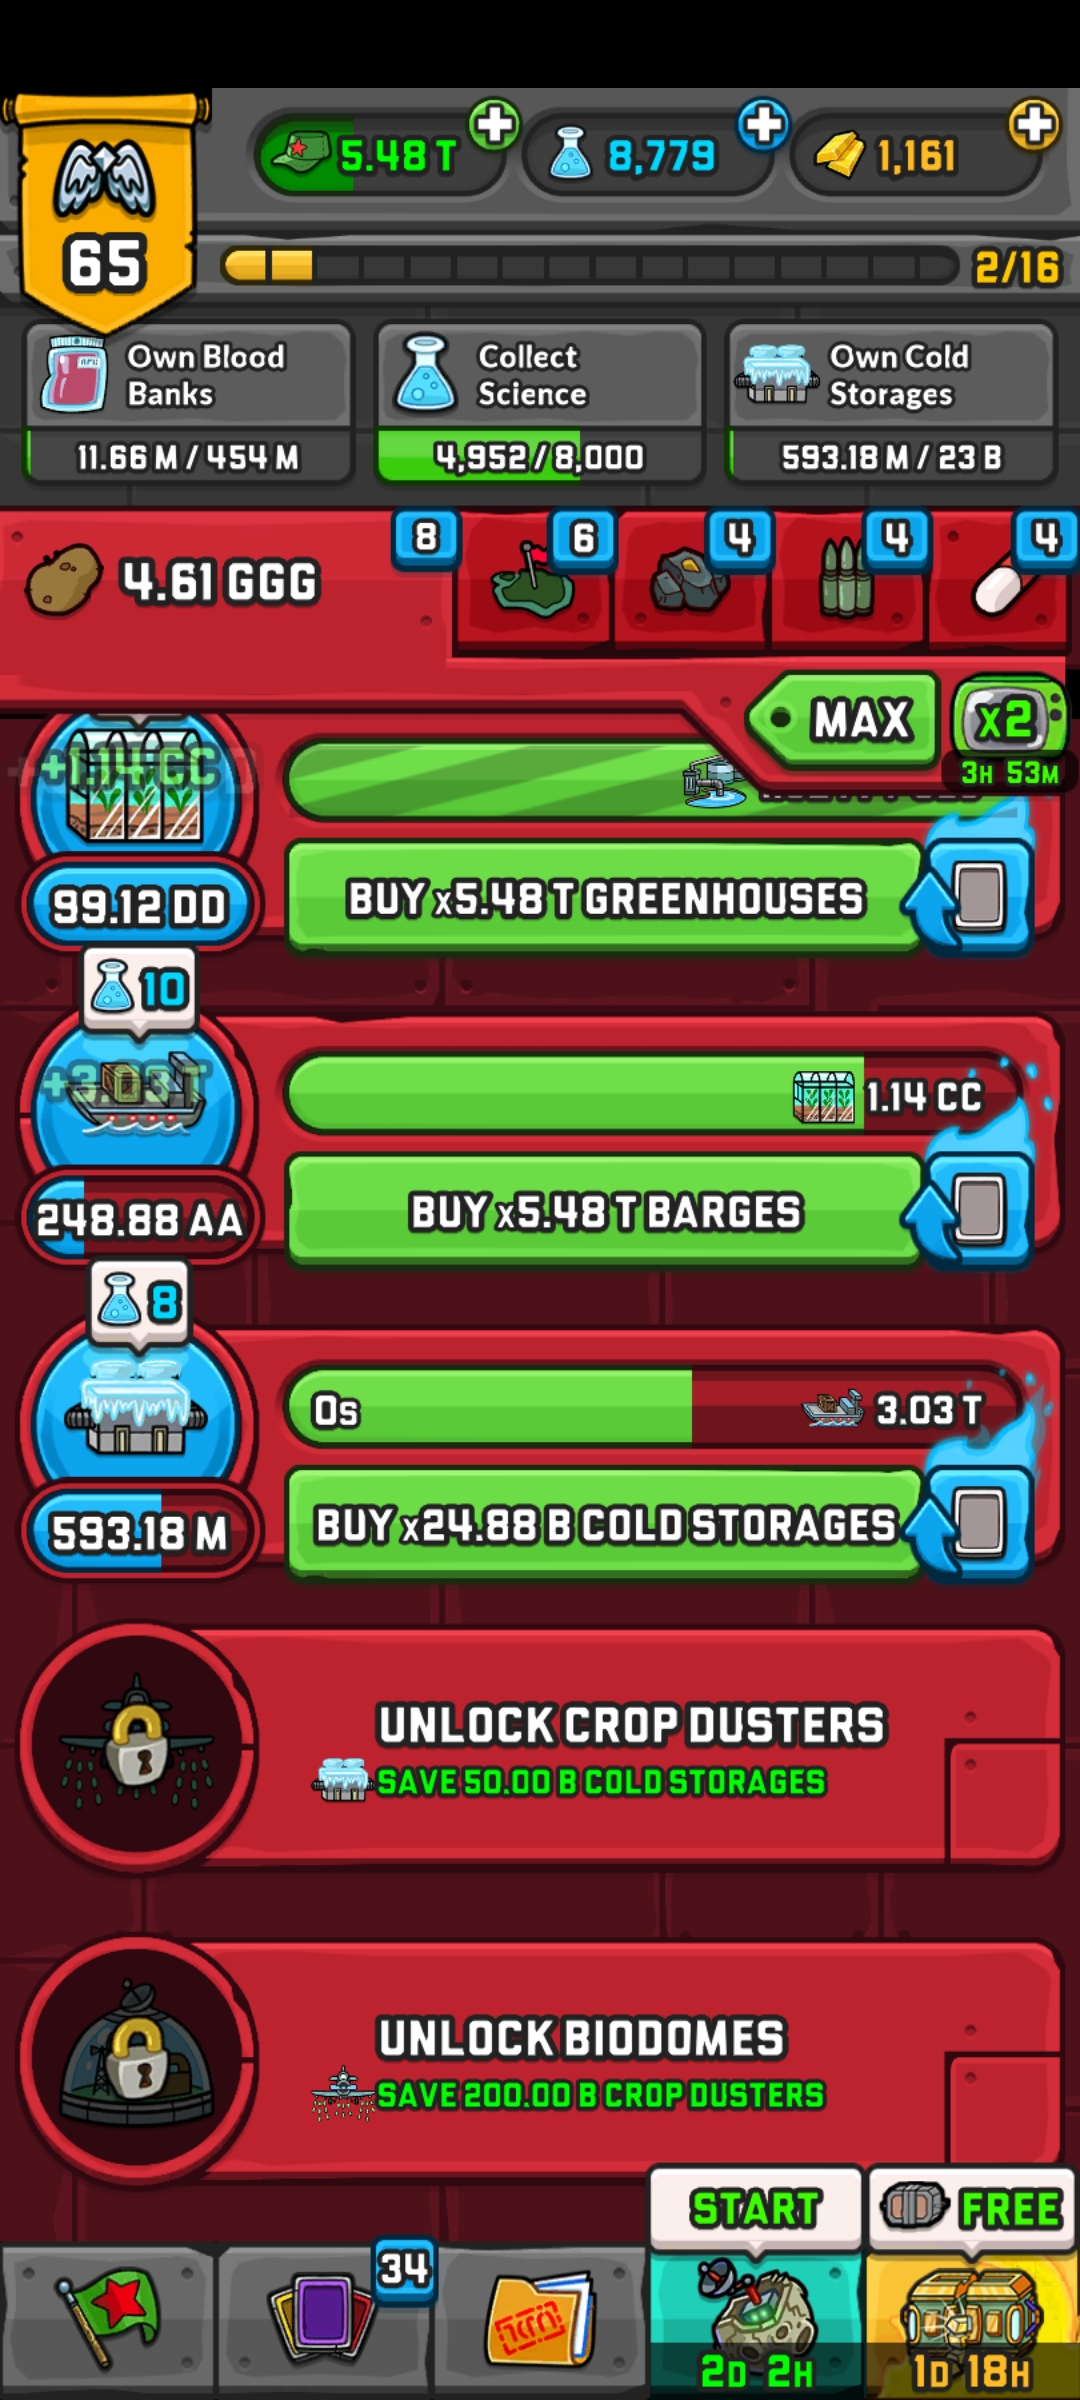 65
5.48 T
8,779
1,161
2/16
Own Blood
Banks
11.66 M / 454 M
Collect
Science
4,952/8,000
Own Cold
Storages
593.18 M / 23 B
4.61 GGG
8
6
4
4
4
MAX
x2
3H 53M
99.12 DD
BUY x5.48 T GREENHOUSES
10
1.14 CC
248.88 AA
BUY x5.48 T BARGES
8
+3.03 T
0s
3.03 T
593.18 M
BUY x24.88 B COLD STORAGES
UNLOCK CROP DUSTERS
SAVE 50.00 B COLD STORAGES
UNLOCK BIODOMES
SAVE 200.00 B CROP DUSTERS
START
FREE
34
2D 2H
1D 18H